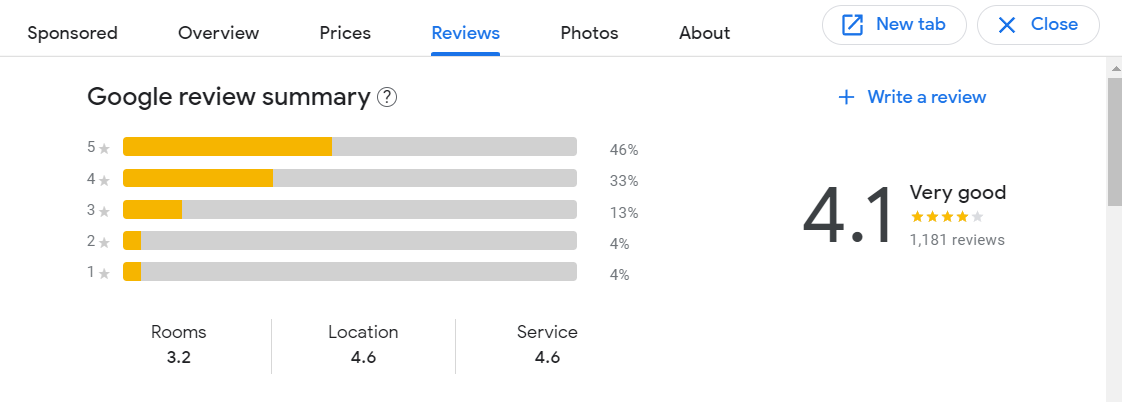 Sponsored Overview Prices Reviews Photos About New tab Close
Google review summary ?
+ Write a review
5 46%
4 33%
3 13%
2 4%
1 4%
4.1
Very good
1,181 reviews
Rooms Location Service
3.2 4.6 4.6